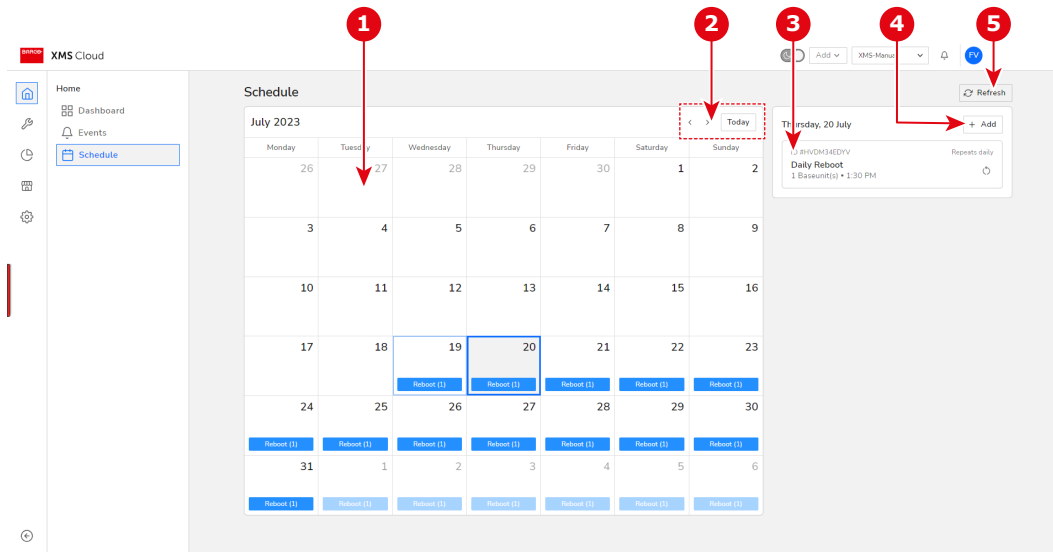 1 2 3 4 5
BARCO XMS Cloud
Add XMS-Manual FV
Home
Dashboard
Events
Schedule
Schedule
Refresh
July 2023
Today
Monday Tuesday Wednesday Thursday Friday Saturday Sunday
26 27 28 29 30 1 2
3 4 5 6 7 8 9
10 11 12 13 14 15 16
17 18 19 20 21 22 23
Reboot (1) Reboot (1) Reboot (1) Reboot (1) Reboot (1)
24 25 26 27 28 29 30
Reboot (1) Reboot (1) Reboot (1) Reboot (1) Reboot (1) Reboot (1) Reboot (1)
31 1 2 3 4 5 6
Reboot (1) Reboot (1) Reboot (1) Reboot (1) Reboot (1) Reboot (1) Reboot (1)
Thursday, 20 July
+ Add
ID #HVDM34EDYV Repeats daily
Daily Reboot
1 Baseunit(s) • 1:30 PM